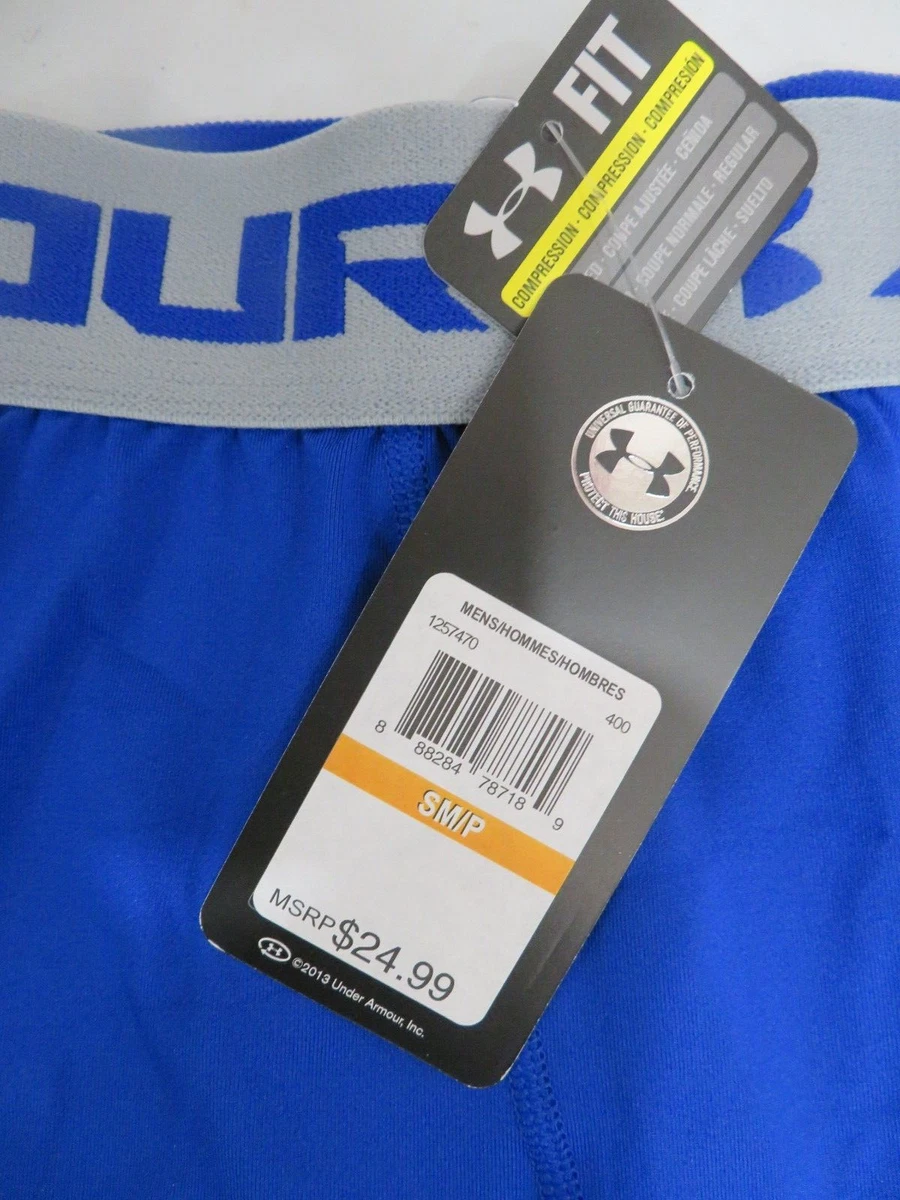 FIT
COMPRESSION · COMPRESSION · COMPRESIÓN
COUPE AJUSTÉE · CEÑIDA
COUPE NORMALE · REGULAR
COUPE LÂCHE · SUELTO
OUR
UNIVERSAL GUARANTEE OF PERFORMANCE
PROTECT THIS HOUSE
MENS/HOMMES/HOMBRES
1257470
400
8 88284 78718 9
SM/P
MSRP $24.99
©2013 Under Armour, Inc.